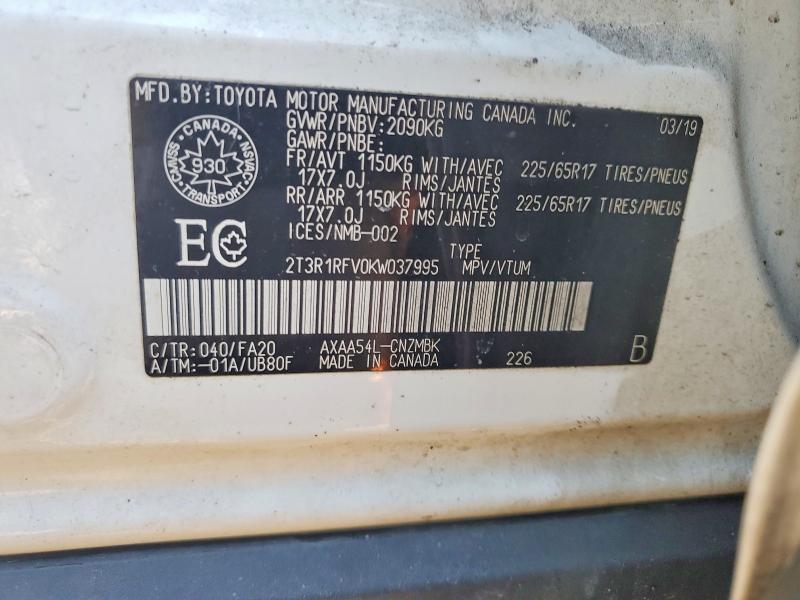 MFD.BY:TOYOTA MOTOR MANUFACTURING CANADA INC. 03/19
GVWR/PNBV:2090KG
GAWR/PNBE:
FR/AVT 1150KG WITH/AVEC 225/65R17 TIRES/PNEUS
17X7.0J RIMS/JANTES
RR/ARR 1150KG WITH/AVEC 225/65R17 TIRES/PNEUS
17X7.0J RIMS/JANTES
ICES/NMB-002
TYPE
2T3R1RFV0KW037995 MPV/VTUM
CANADA
930
TRANSPORT
CMVSS
NSVAC
EC
C/TR:040/FA20 AXAA54L-CNZMBK
A/TM:-01A/UB80F MADE IN CANADA 226 B